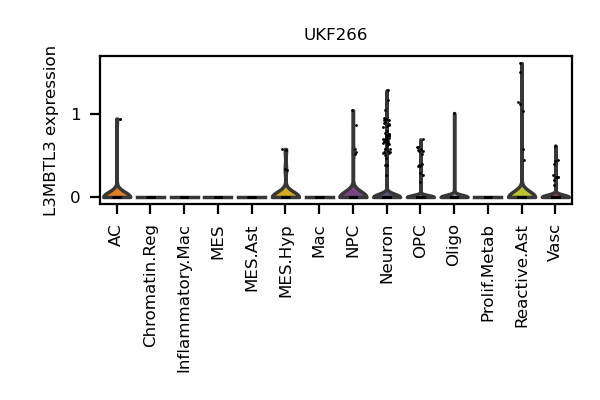 UKF266
L3MBTL3 expression
1
0
AC
Chromatin.Reg
Inflammatory.Mac
MES
MES.Ast
MES.Hyp
Mac
NPC
Neuron
OPC
Oligo
Prolif.Metab
Reactive.Ast
Vasc